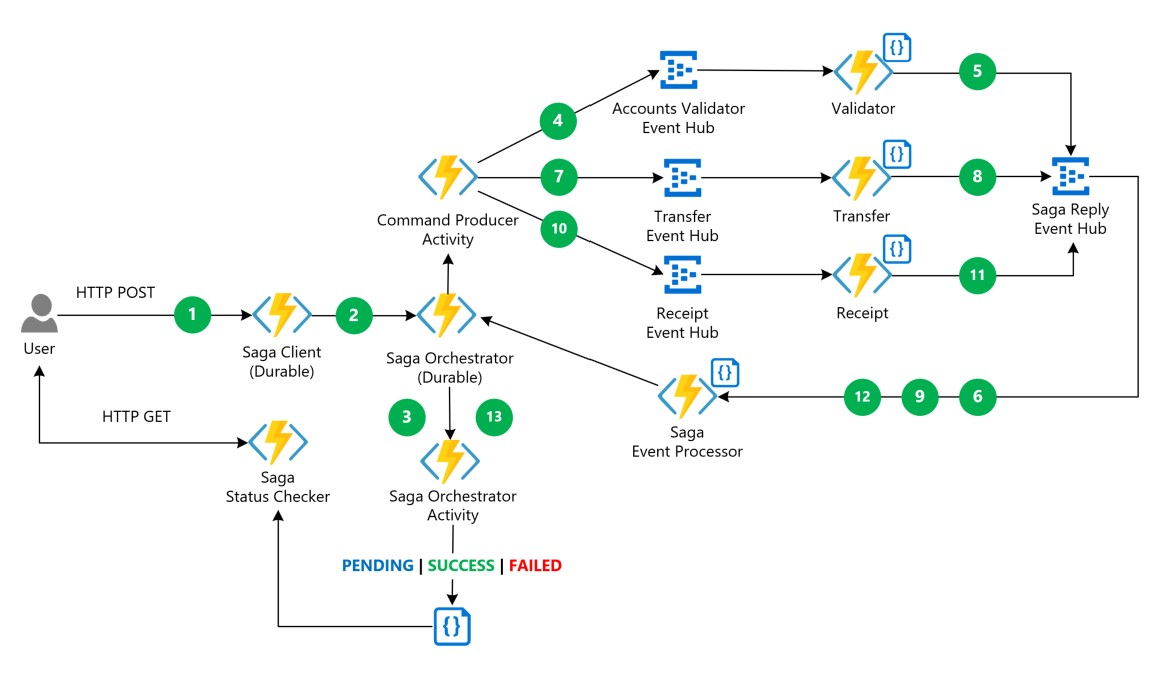 {}
5
Accounts Validator
Event Hub
Validator
4
{}
7
8
Command Producer
Activity
Transfer
Event Hub
Transfer
Saga Reply
Event Hub
10
{}
11
HTTP POST
1
2
Receipt
Event Hub
Receipt
User
Saga Client
(Durable)
Saga Orchestrator
(Durable)
{}
12
9
6
HTTP GET
3
13
Saga
Event Processor
Saga
Status Checker
Saga Orchestrator
Activity
PENDING | SUCCESS | FAILED
{}